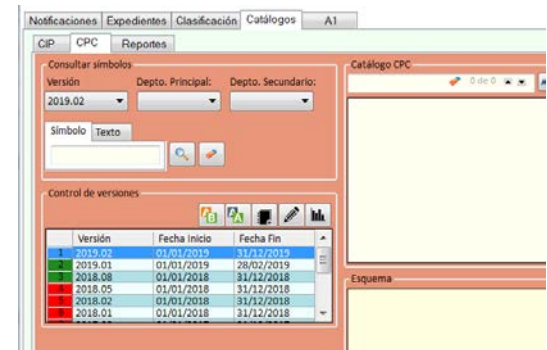 Notificaciones Expedientes Clasificación Catálogos A1
CIP CPC Reportes
Consultar símbolos
Versión Depto. Principal: Depto. Secundario:
2019.02
Símbolo Texto
Control de versiones
Versión Fecha Inicio Fecha Fin
1 2019.02 01/01/2019 31/12/2019
2 2019.01 01/01/2019 28/02/2019
3 2018.08 01/01/2018 31/12/2018
4 2018.05 01/01/2018 31/12/2018
5 2018.02 01/01/2018 31/12/2018
6 2018.01 01/01/2018 31/12/2018
Catálogo CPC
0 de 0
Esquema